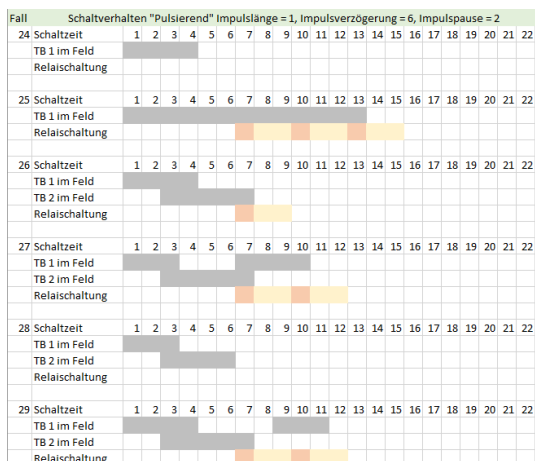 Fall Schaltverhalten "Pulsierend" Impulslänge = 1, Impulsverzögerung = 6, Impulspause = 2
24 Schaltzeit 1 2 3 4 5 6 7 8 9 10 11 12 13 14 15 16 17 18 19 20 21 22
TB 1 im Feld
Relaischaltung
25 Schaltzeit 1 2 3 4 5 6 7 8 9 10 11 12 13 14 15 16 17 18 19 20 21 22
TB 1 im Feld
Relaischaltung
26 Schaltzeit 1 2 3 4 5 6 7 8 9 10 11 12 13 14 15 16 17 18 19 20 21 22
TB 1 im Feld
TB 2 im Feld
Relaischaltung
27 Schaltzeit 1 2 3 4 5 6 7 8 9 10 11 12 13 14 15 16 17 18 19 20 21 22
TB 1 im Feld
TB 2 im Feld
Relaischaltung
28 Schaltzeit 1 2 3 4 5 6 7 8 9 10 11 12 13 14 15 16 17 18 19 20 21 22
TB 1 im Feld
TB 2 im Feld
Relaischaltung
29 Schaltzeit 1 2 3 4 5 6 7 8 9 10 11 12 13 14 15 16 17 18 19 20 21 22
TB 1 im Feld
TB 2 im Feld
Relaischaltung